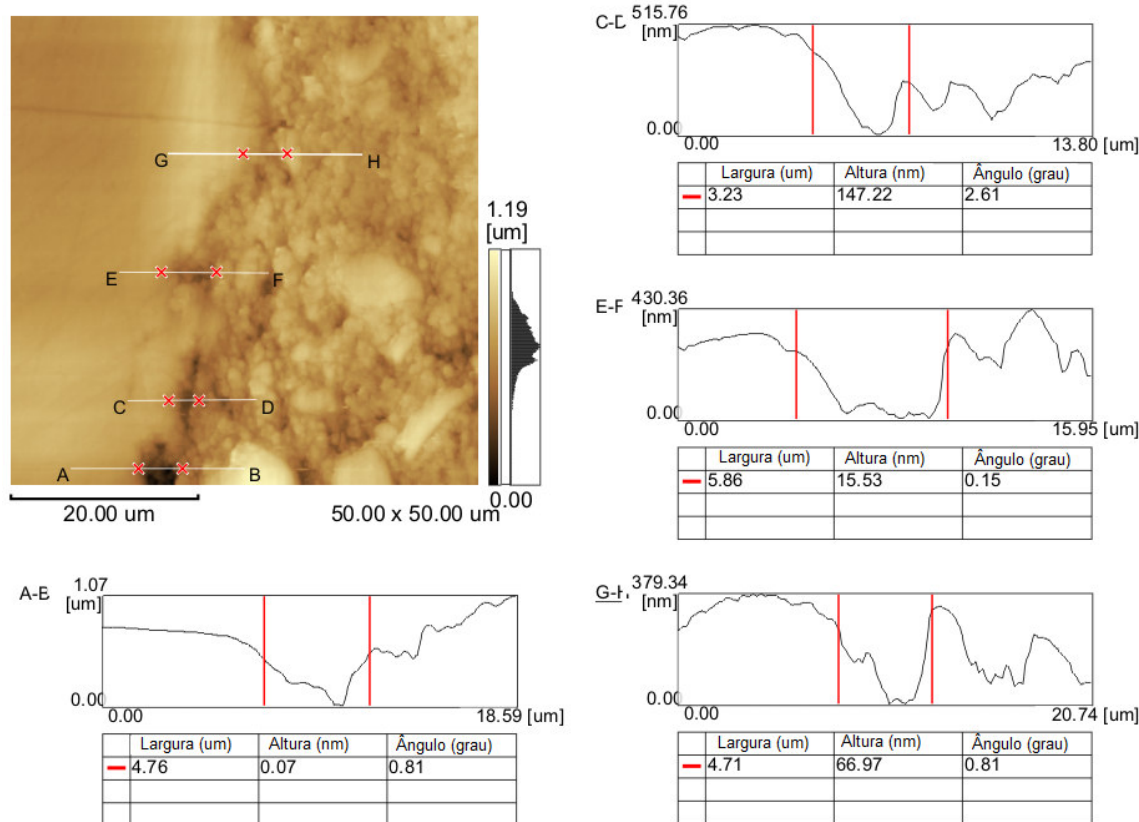 G H
E F
C D
A B
1.19
[um]
0.00
20.00 um
50.00 x 50.00 um
C-D
515.76
[nm]
0.00
0.00 13.80 [um]
Largura (um) Altura (nm) Ângulo (grau)
3.23 147.22 2.61
E-F
430.36
[nm]
0.00
0.00 15.95 [um]
Largura (um) Altura (nm) Ângulo (grau)
5.86 15.53 0.15
A-B
1.07
[um]
0.00
0.00 18.59 [um]
Largura (um) Altura (nm) Ângulo (grau)
4.76 0.07 0.81
G-H
379.34
[nm]
0.00
0.00 20.74 [um]
Largura (um) Altura (nm) Ângulo (grau)
4.71 66.97 0.81